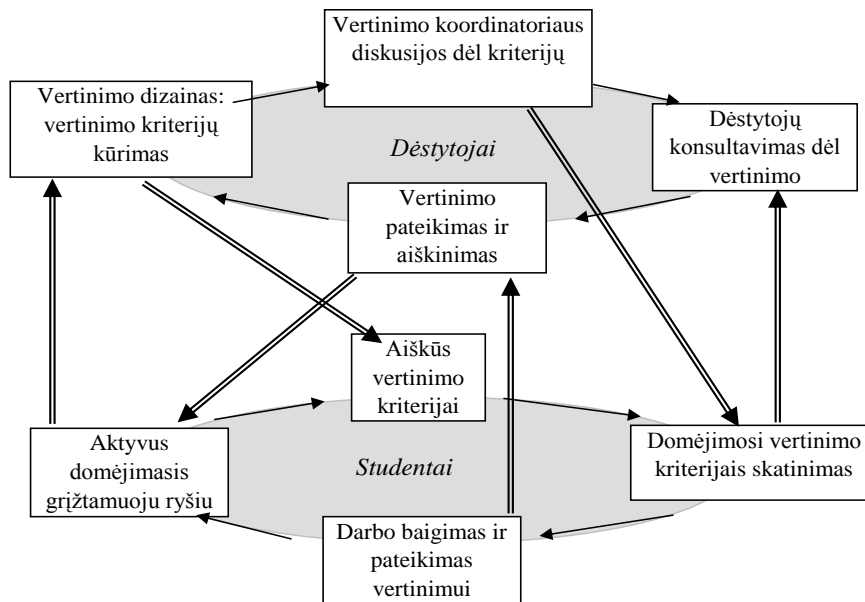 Vertinimo koordinatoriaus
diskusijos dėl kriterijų
Vertinimo dizainas:
vertinimo kriterijų
kūrimas
Dėstytojų
konsultavimas dėl
vertinimo
Dėstytojai
Vertinimo
pateikimas ir
aiškinimas
Aiškūs
vertinimo
kriterijai
Aktyvus
domėjimasis
grįžtamuoju ryšiu
Studentai
Domėjimosi vertinimo
kriterijais skatinimas
Darbo baigimas ir
pateikimas
vertinimui